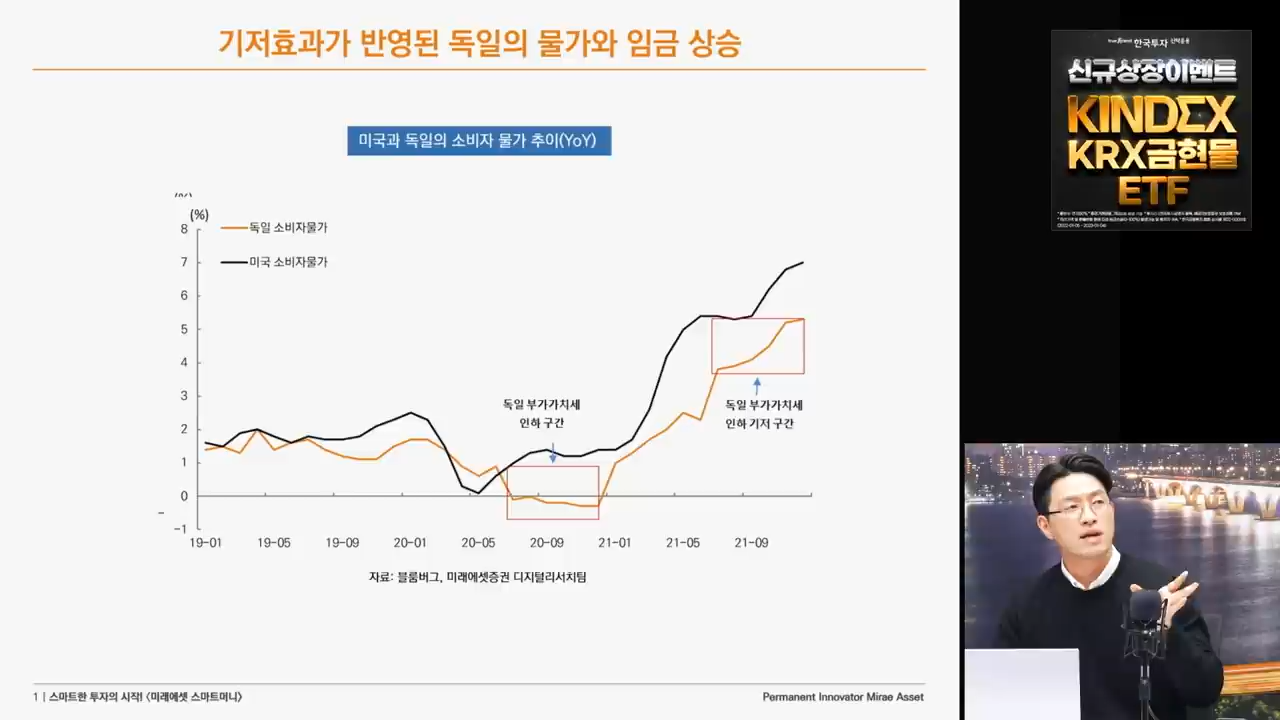 기저효과가 반영된 독일의 물가와 임금 상승
미국과 독일의 소비자 물가 추이(YoY)
(%)
8
7
6
5
4
3
2
1
0
-1
독일 소비자물가
미국 소비자물가
독일 부가가치세
인하 구간
독일 부가가치세
인하 기저 구간
19-01 19-05 19-09 20-01 20-05 20-09 21-01 21-05 21-09
자료: 블룸버그, 미래에셋증권 디지털리서치팀
1 | 스마트한 투자의 시작! <미래에셋 스마트머니>
Permanent Innovator Mirae Asset
한국투자 신탁운용
신규상장이벤트
KINDEX
KRX금현물
ETF